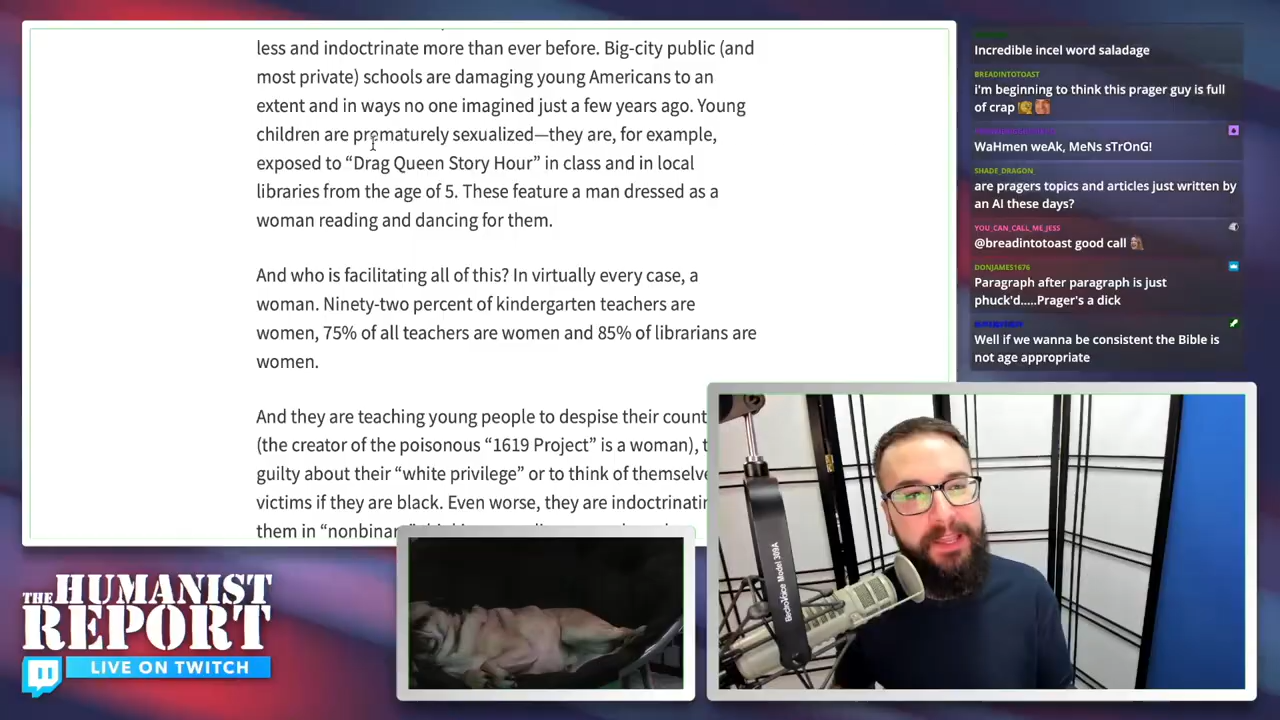 less and indoctrinate more than ever before. Big-city public (and
most private) schools are damaging young Americans to an
extent and in ways no one imagined just a few years ago. Young
children are prematurely sexualized—they are, for example,
exposed to “Drag Queen Story Hour” in class and in local
libraries from the age of 5. These feature a man dressed as a
woman reading and dancing for them.
And who is facilitating all of this? In virtually every case, a
woman. Ninety-two percent of kindergarten teachers are
women, 75% of all teachers are women and 85% of librarians are
women.
And they are teaching young people to despise their
(the creator of the poisonous “1619 Project” is a woman),
guilty about their “white privilege” or to think of
victims if they are black. Even worse, they are
them in
Incredible incel word saladage
BREADINTOTOAST
i'm beginning to think this prager guy is full
of crap
WaHmen weAk, MeNs sTrOnG!
SHADE_DRAGON
are pragers topics and articles just written by
an AI these days?
YOU_CAN_CALL_ME_JESS
@breadintotoast good call
DONJAMES1676
Paragraph after paragraph is just
phuck'd.....Prager's a dick
Well if we wanna be consistent the Bible is
not age appropriate
ElectroVoice Model 309A
THE HUMANIST
REPORT
LIVE ON TWITCH